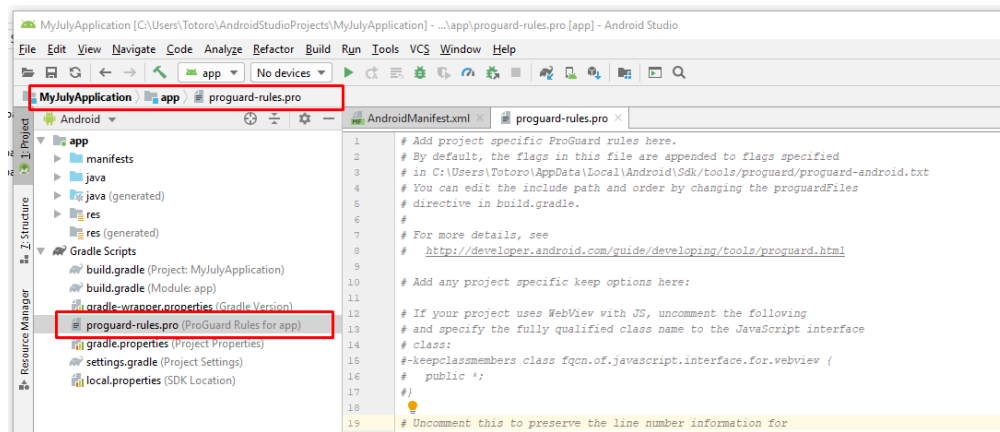 MyJulyApplication [C:\Users\Totoro\AndroidStudioProjects\MyJulyApplication] - ...\app\proguard-rules.pro [app] - Android Studio
File Edit View Navigate Code Analyze Refactor Build Run Tools VCS Window Help
app No devices
MyJulyApplication app proguard-rules.pro
Android
AndroidManifest.xml proguard-rules.pro
1: Project
Z: Structure
Resource Manager
app
manifests
java
java (generated)
res
res (generated)
Gradle Scripts
build.gradle (Project: MyJulyApplication)
build.gradle (Module: app)
gradle-wrapper.properties (Gradle Version)
proguard-rules.pro (ProGuard Rules for app)
gradle.properties (Project Properties)
settings.gradle (Project Settings)
local.properties (SDK Location)
1 # Add project specific ProGuard rules here.
2 # By default, the flags in this file are appended to flags specified
3 # in C:\Users\Totoro\AppData\Local\Android\Sdk/tools/proguard/proguard-android.txt
4 # You can edit the include path and order by changing the proguardFiles
5 # directive in build.gradle.
6 #
7 # For more details, see
8 # http://developer.android.com/guide/developing/tools/proguard.html
9
10 # Add any project specific keep options here:
11
12 # If your project uses WebView with JS, uncomment the following
13 # and specify the fully qualified class name to the JavaScript interface
14 # class:
15 #-keepclassmembers class fqcn.of.javascript.interface.for.webview {
16 # public *;
17 #}
18
19 # Uncomment this to preserve the line number information for